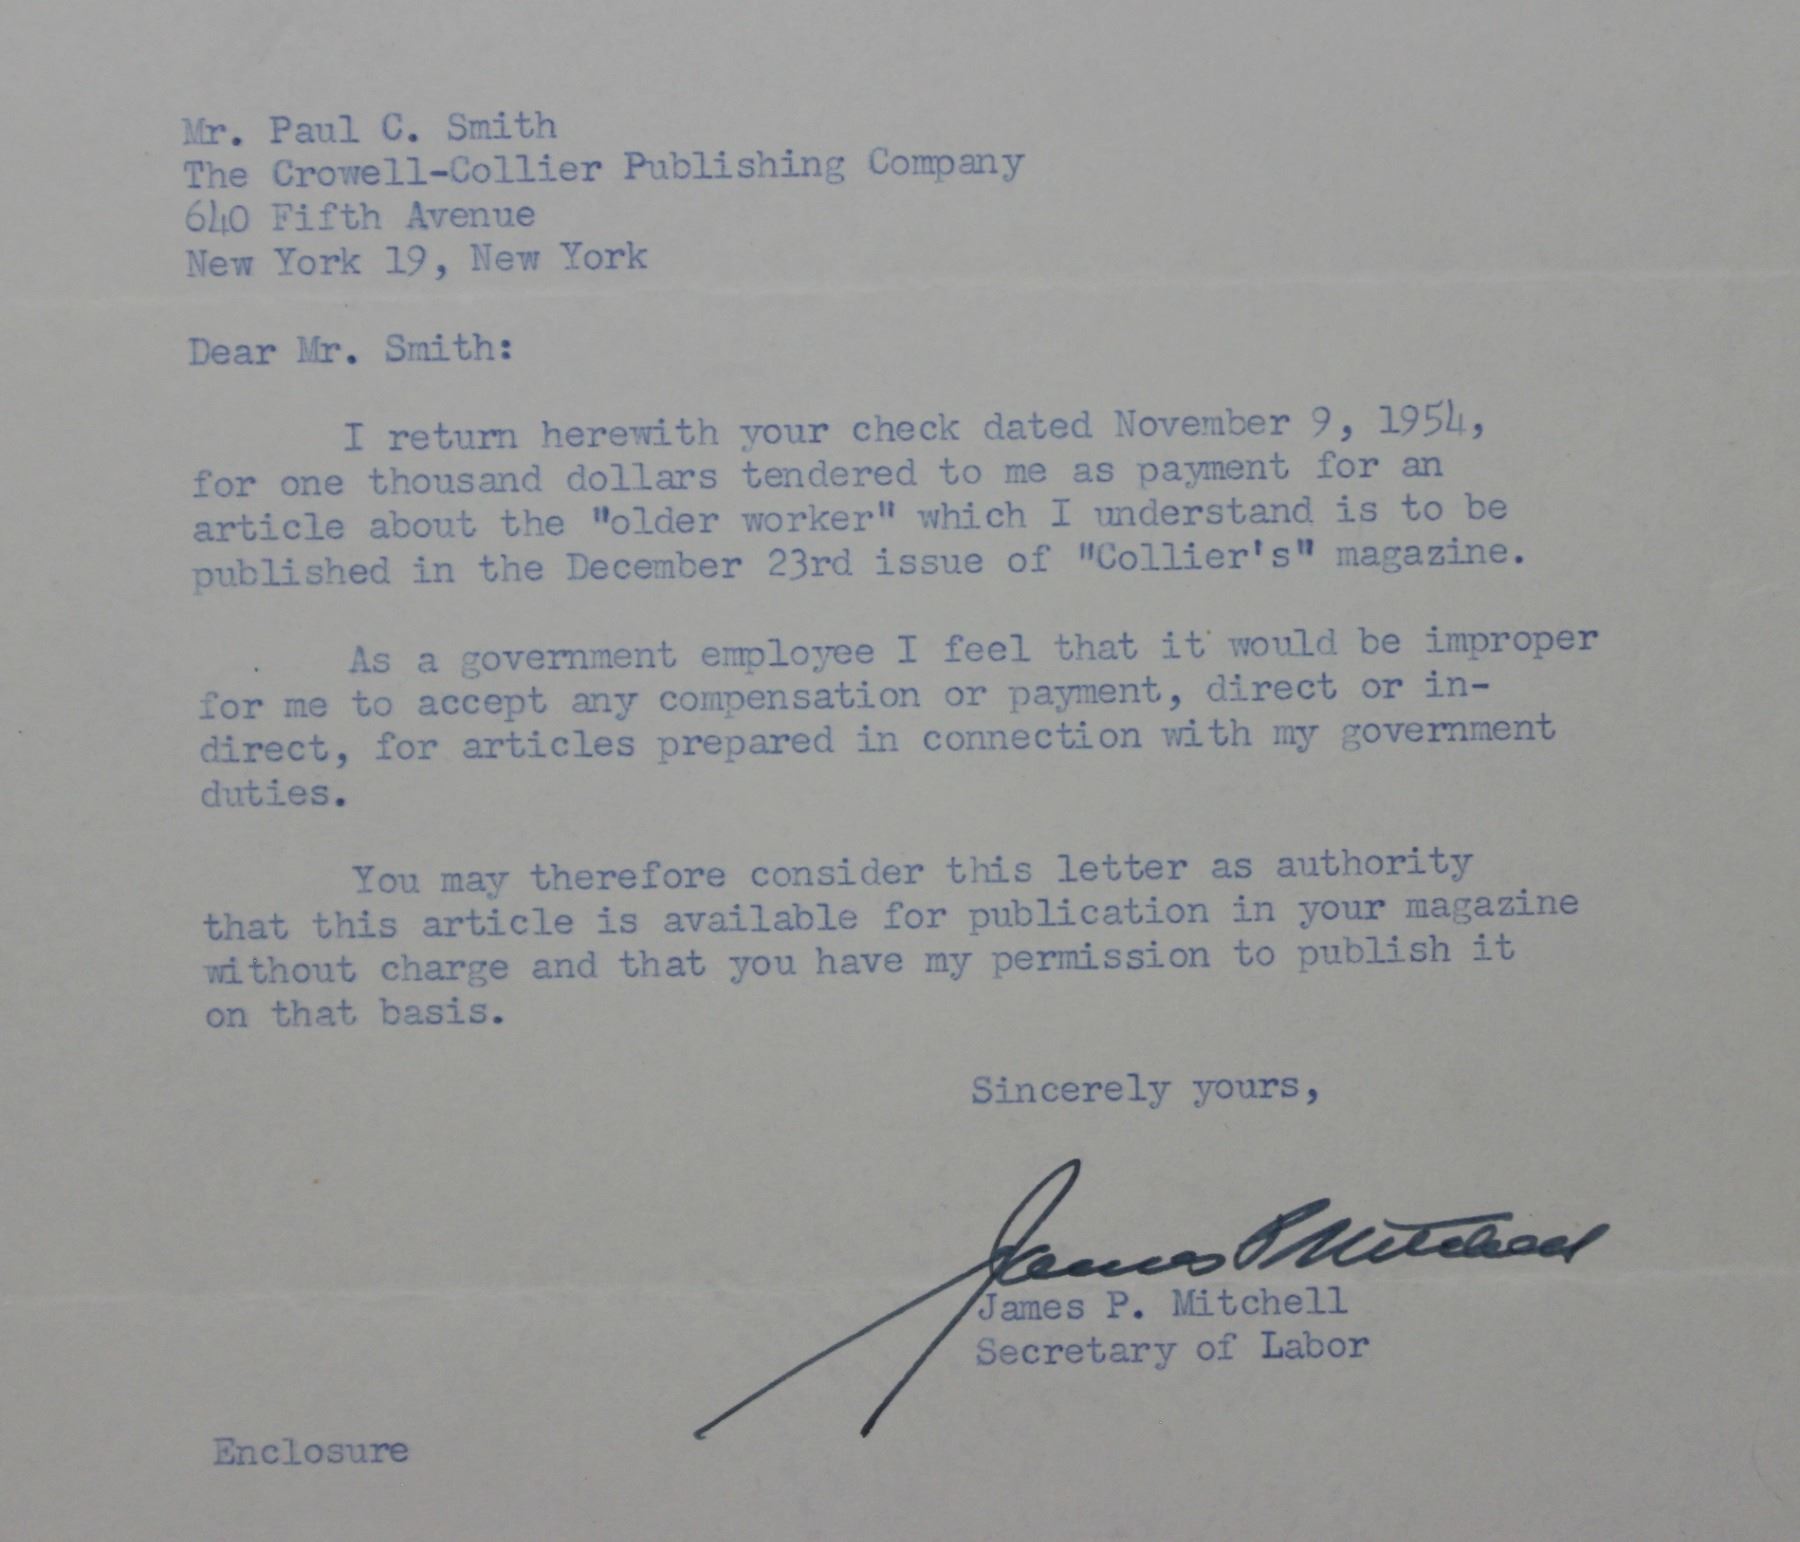 Mr. Paul C. Smith
The Crowell-Collier Publishing Company
640 Fifth Avenue
New York 19, New York
Dear Mr. Smith:
I return herewith your check dated November 9, 1954,
for one thousand dollars tendered to me as payment for an
article about the "older worker" which I understand is to be
published in the December 23rd issue of "Collier's" magazine.
As a government employee I feel that it would be improper
for me to accept any compensation or payment, direct or in-
direct, for articles prepared in connection with my government
duties.
You may therefore consider this letter as authority
that this article is available for publication in your magazine
without charge and that you have my permission to publish it
on that basis.
Sincerely yours,
James P Mitchell
James P. Mitchell
Secretary of Labor
Enclosure